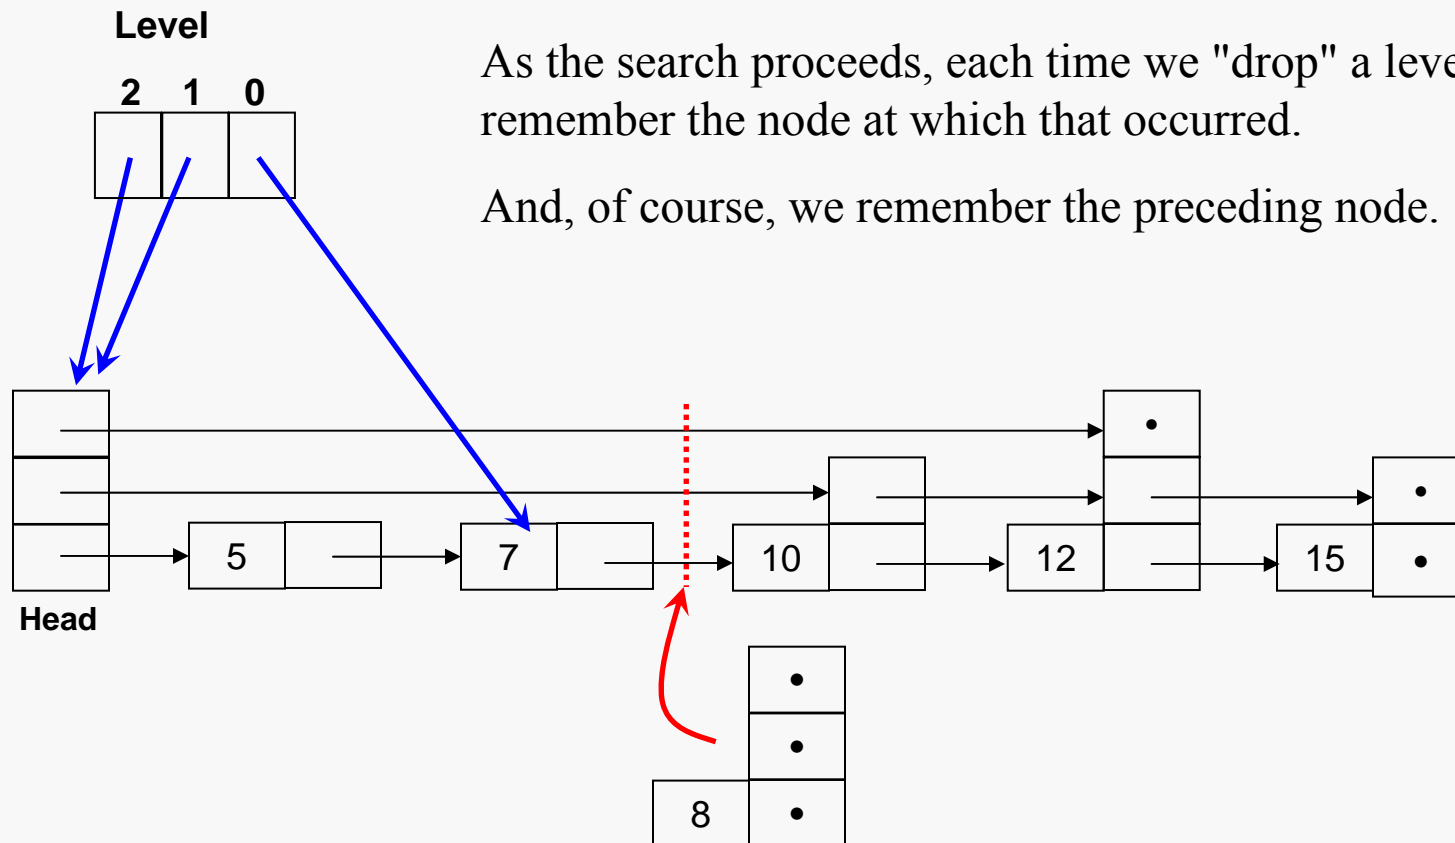 Level
2 1 0
As the search proceeds, each time we "drop" a leve
remember the node at which that occurred.
And, of course, we remember the preceding node.
5 7 10 12 15
Head
8